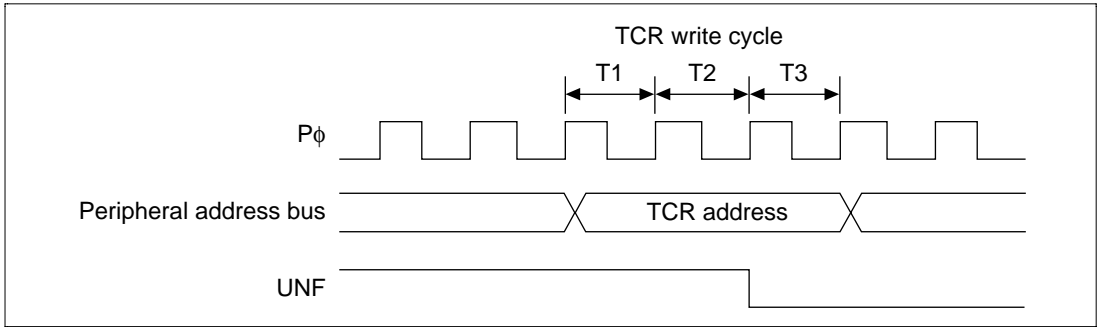 TCR write cycle
T1 T2 T3
Pϕ
Peripheral address bus
TCR address
UNF